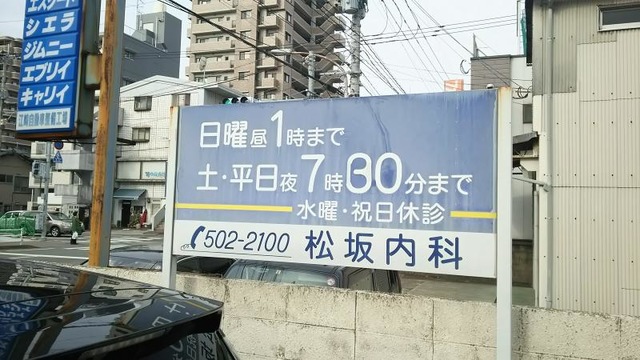 エスクード
シエラ
ジムニー
エブリイ
キャリイ
日曜昼1時まで
土・平日夜7時30分まで
水曜・祝日休診
502-2100 松坂内科